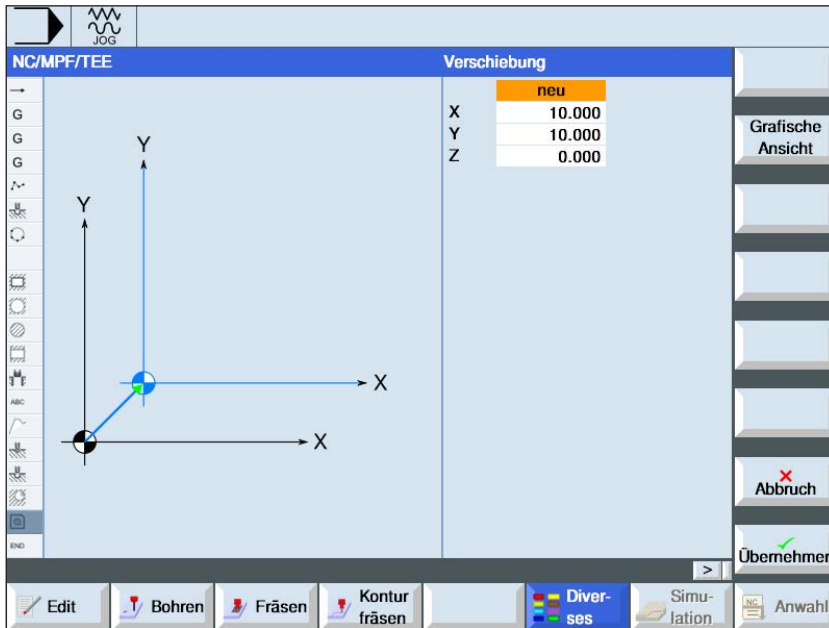 JOG
NC/MPF/TEE
Verschiebung
neu
X 10.000
Y 10.000
Z 0.000
Grafische
Ansicht
G
G
G
ABC
END
Y
Y
X
X
Abbruch
Übernehmen
>
Edit
Bohren
Fräsen
Kontur
fräsen
Diver-
ses
Simu-
lation
NC
Anwahl